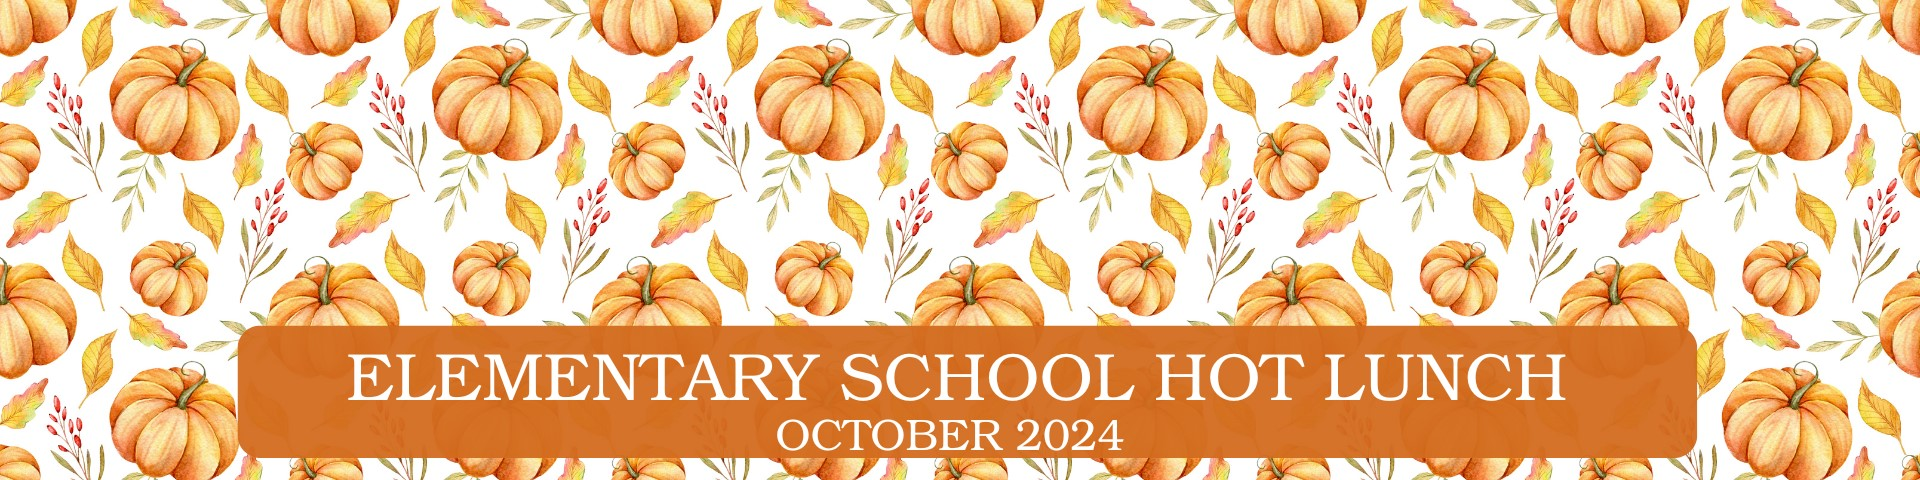 ELEMENTARY SCHOOL HOT LUNCH
OCTOBER 2024